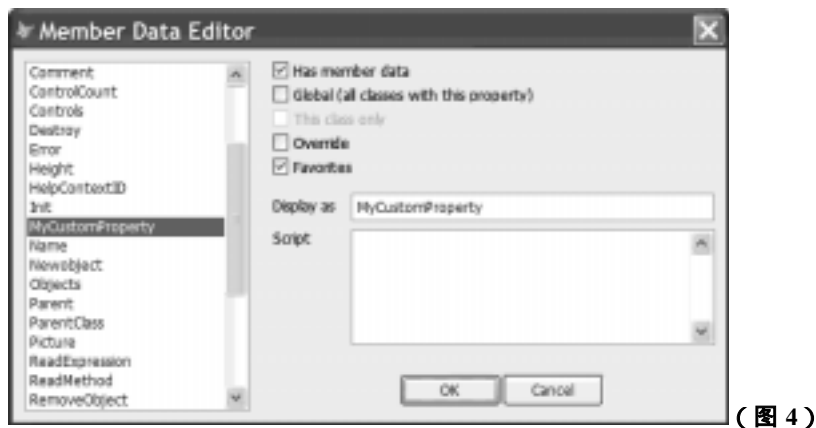 Member Data Editor
Comment
ControlCount
Controls
Destroy
Error
Height
HelpContextID
Init
MyCustomProperty
Name
Newobject
Objects
Parent
ParentClass
Picture
ReadExpression
ReadMethod
RemoveObject
Has member data
Global (all classes with this property)
This class only
Override
Favorites
Display as MyCustomProperty
Script
OK Cancel
(图 4)